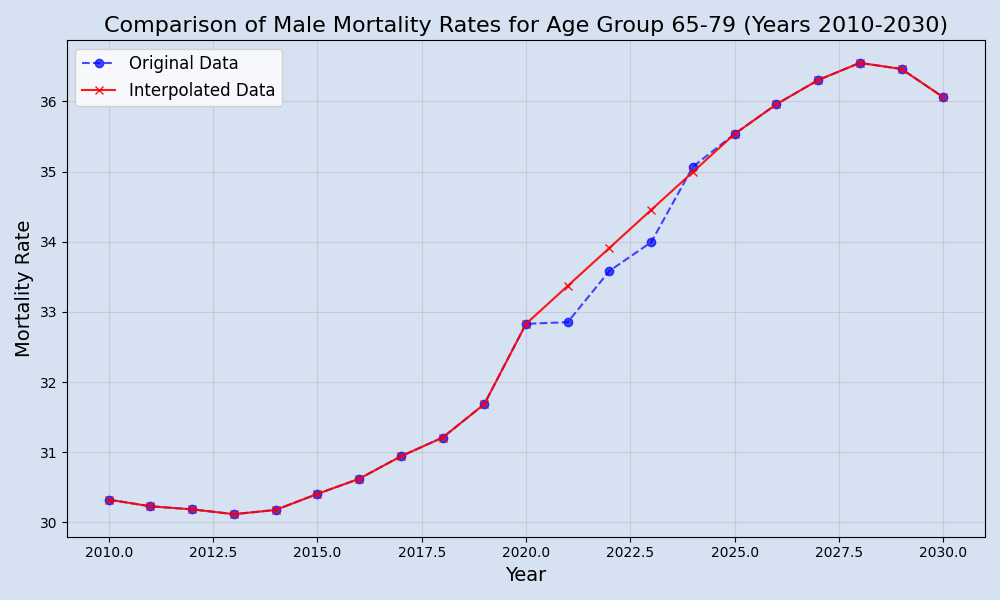 Comparison of Male Mortality Rates for Age Group 65-79 (Years 2010-2030)
Original Data
Interpolated Data
Mortality Rate
36
35
34
33
32
31
30
2010.0 2012.5 2015.0 2017.5 2020.0 2022.5 2025.0 2027.5 2030.0
Year